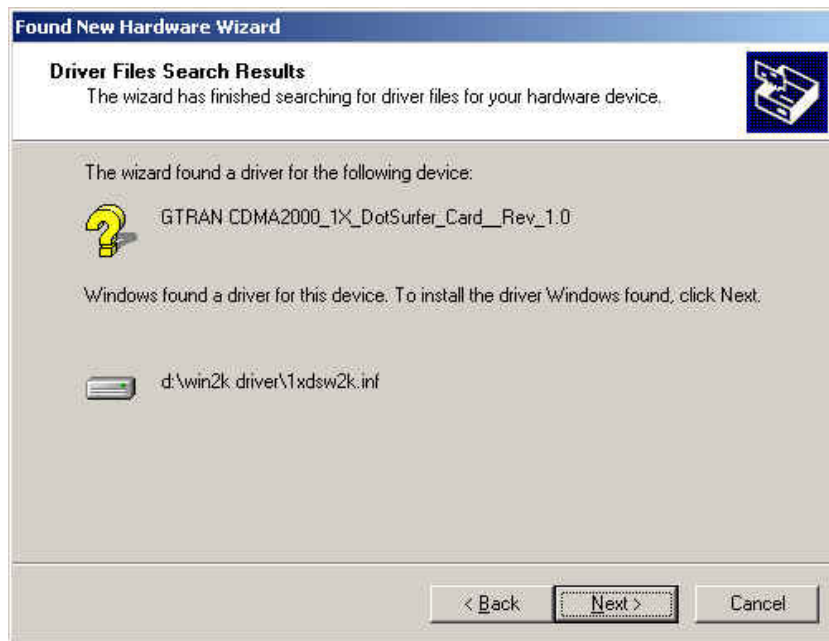 Found New Hardware Wizard
Driver Files Search Results
The wizard has finished searching for driver files for your hardware device.
The wizard found a driver for the following device:
GTRAN CDMA2000_1X_DotSurfer_Card__Rev_1.0
Windows found a driver for this device. To install the driver Windows found, click Next.
d:\win2k driver\1xdsw2k.inf
< Back Next > Cancel